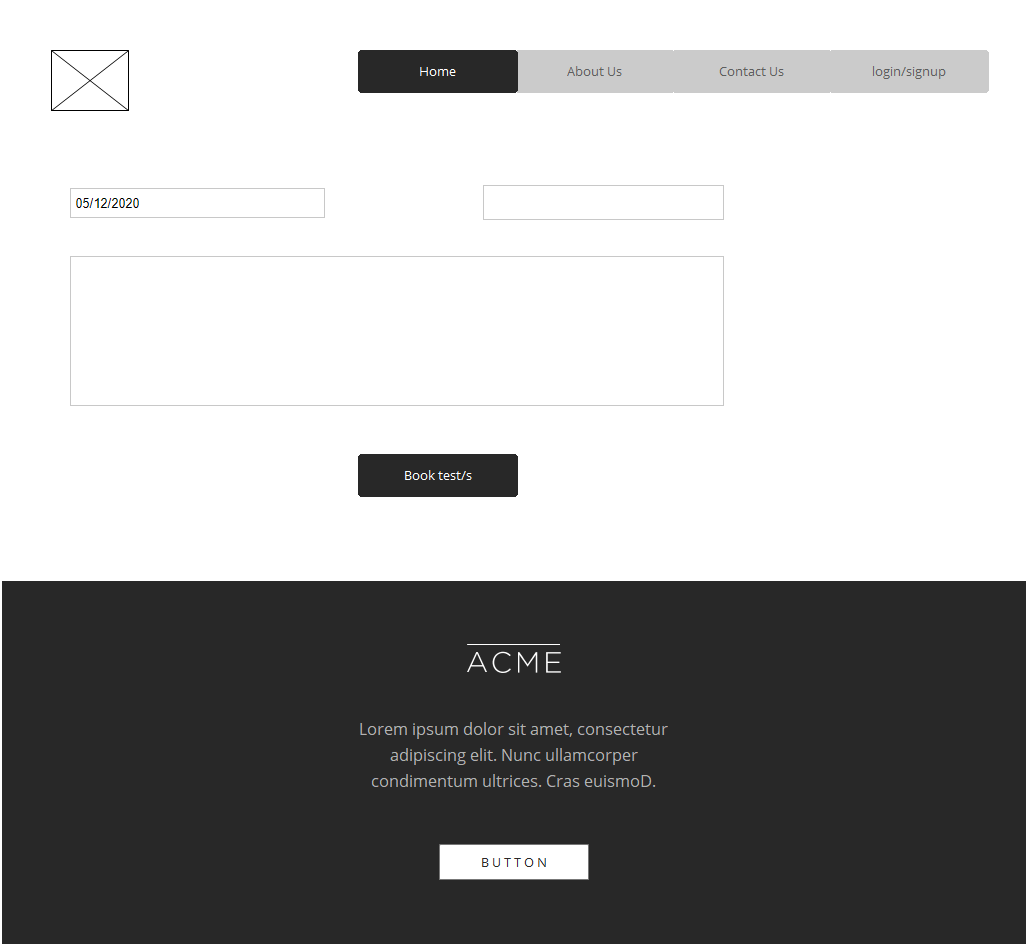 Home About Us Contact Us login/signup
05/12/2020
Book test/s
ACME
Lorem ipsum dolor sit amet, consectetur
adipiscing elit. Nunc ullamcorper
condimentum ultrices. Cras euismoD.
BUTTON